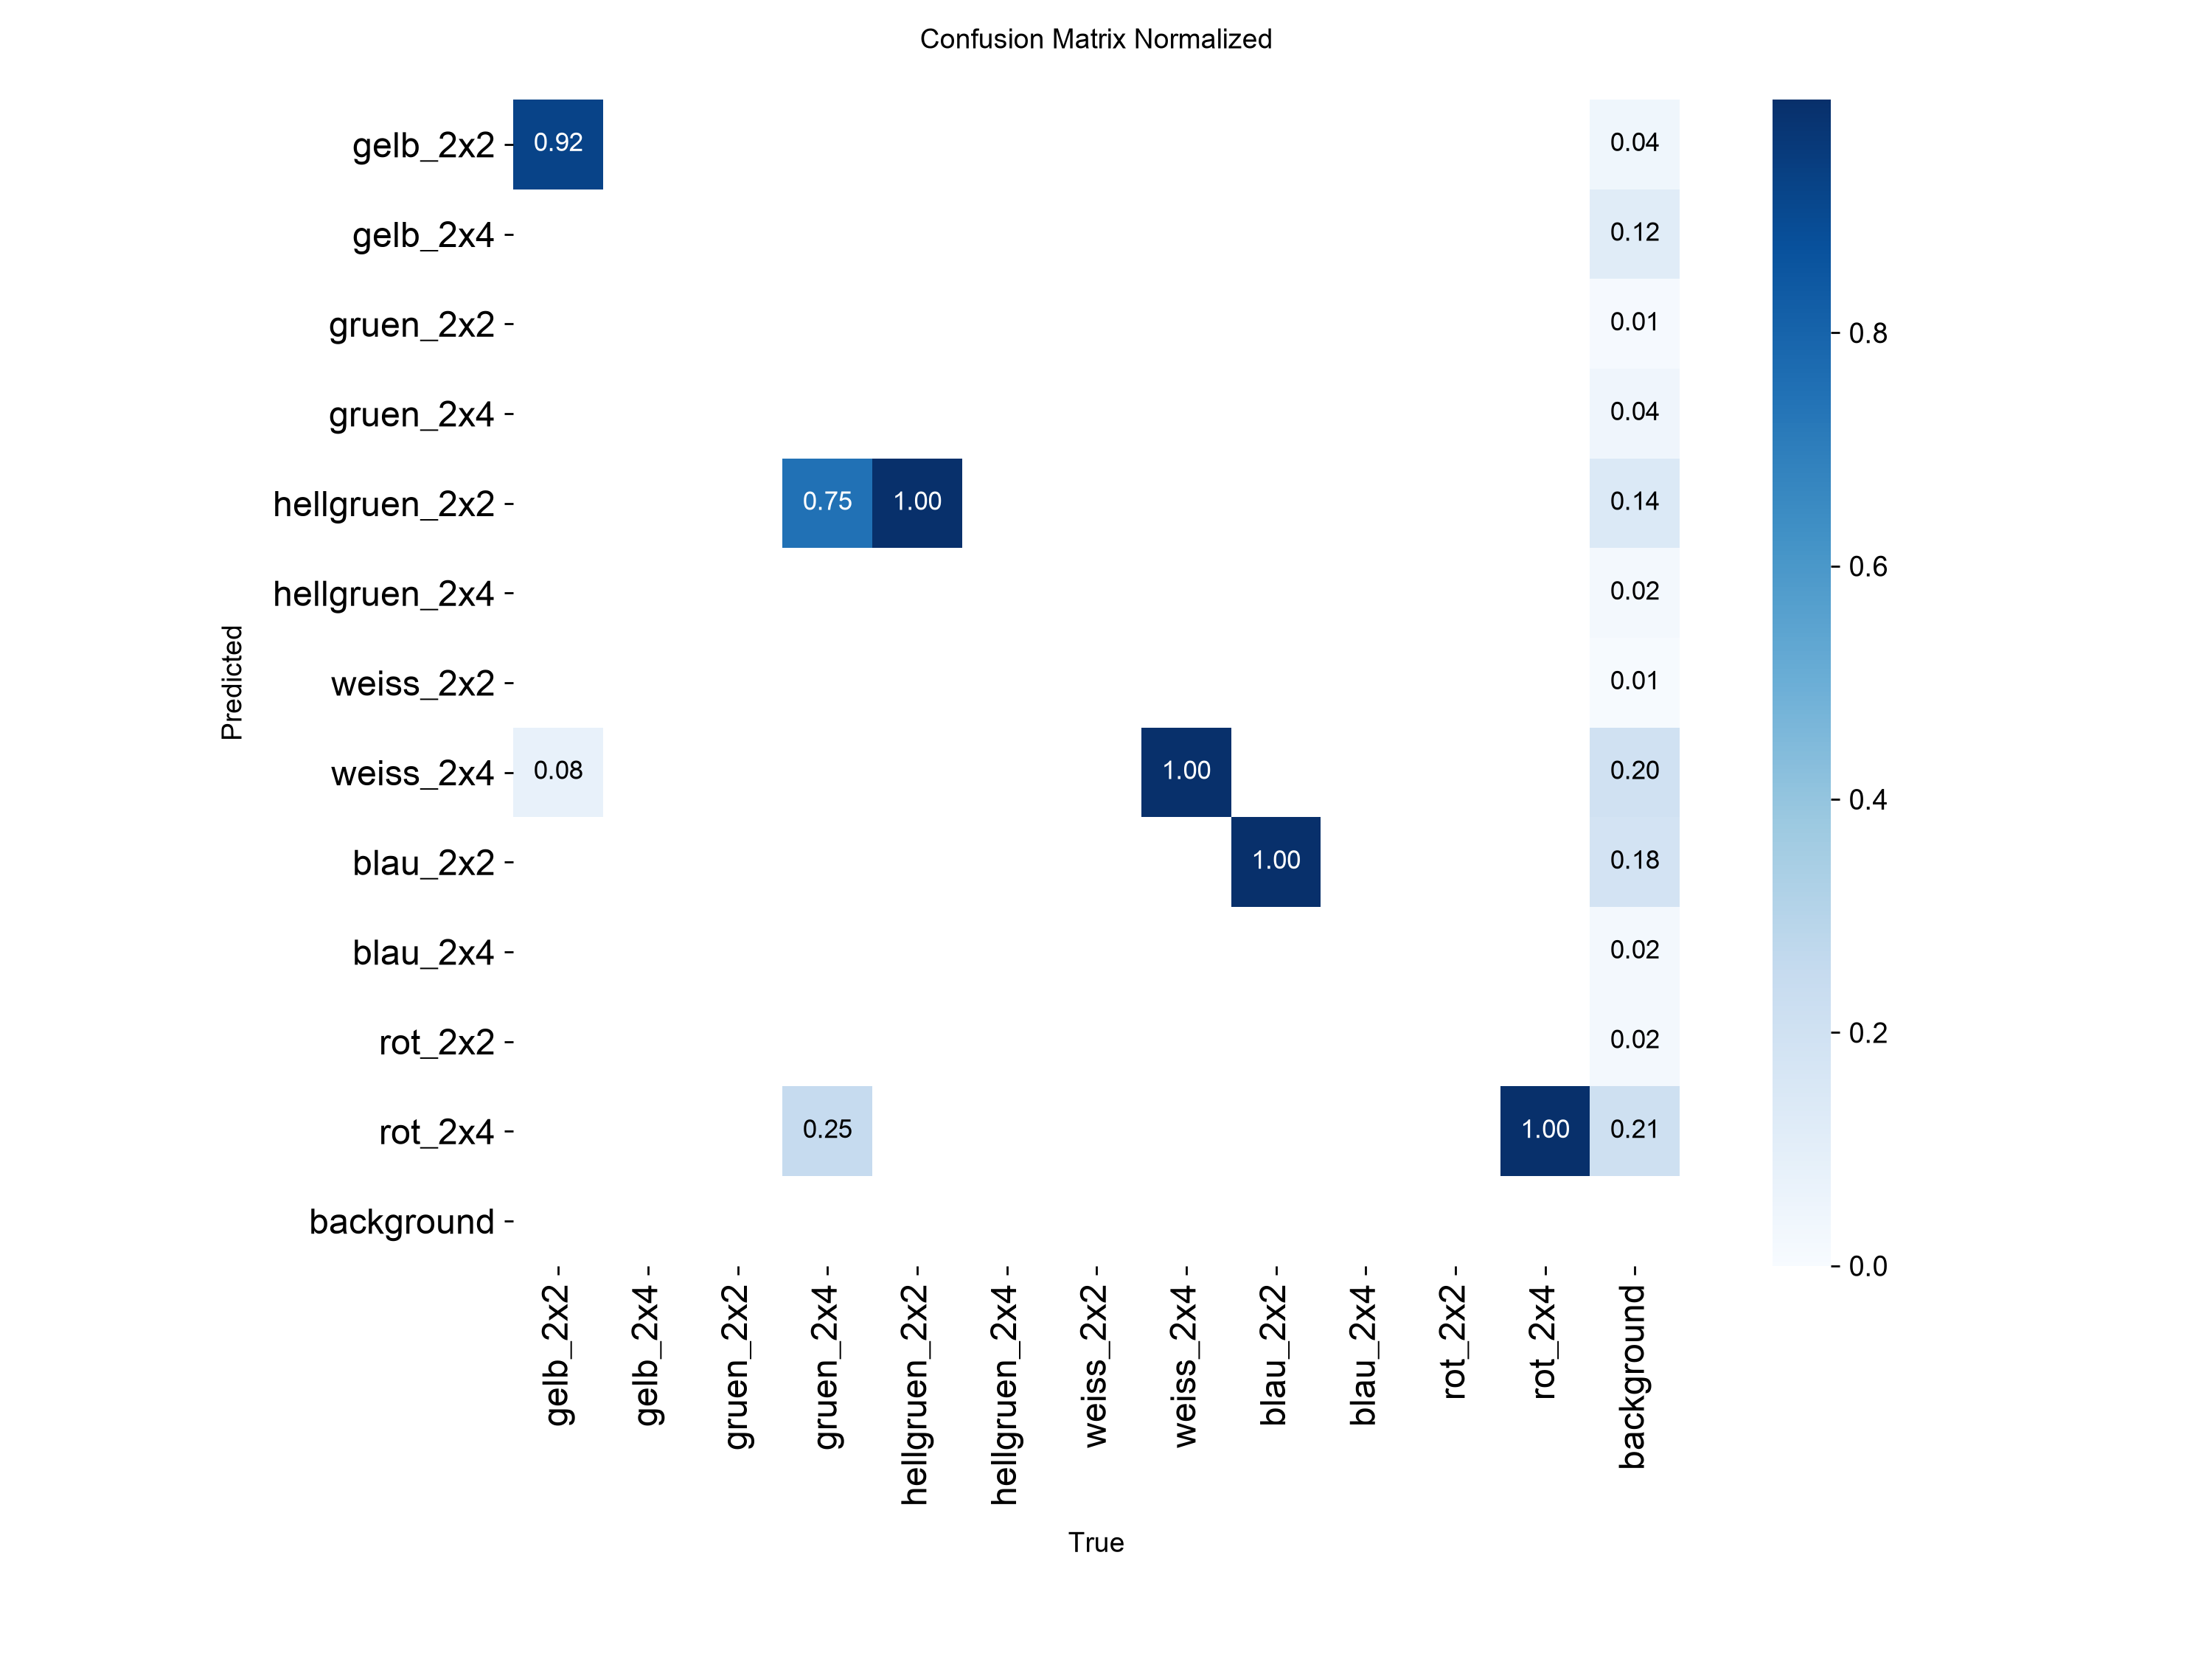 Confusion Matrix Normalized
gelb_2x2 0.92 0.04
gelb_2x4 0.12
gruen_2x2 0.01
gruen_2x4 0.04
hellgruen_2x2 0.75 1.00 0.14
hellgruen_2x4 0.02
weiss_2x2 0.01
weiss_2x4 0.08 1.00 0.20
blau_2x2 1.00 0.18
blau_2x4 0.02
rot_2x2 0.02
rot_2x4 0.25 1.00 0.21
background
Predicted
gelb_2x2
gelb_2x4
gruen_2x2
gruen_2x4
hellgruen_2x2
hellgruen_2x4
weiss_2x2
weiss_2x4
blau_2x2
blau_2x4
rot_2x2
rot_2x4
background
True
0.8
0.6
0.4
0.2
0.0